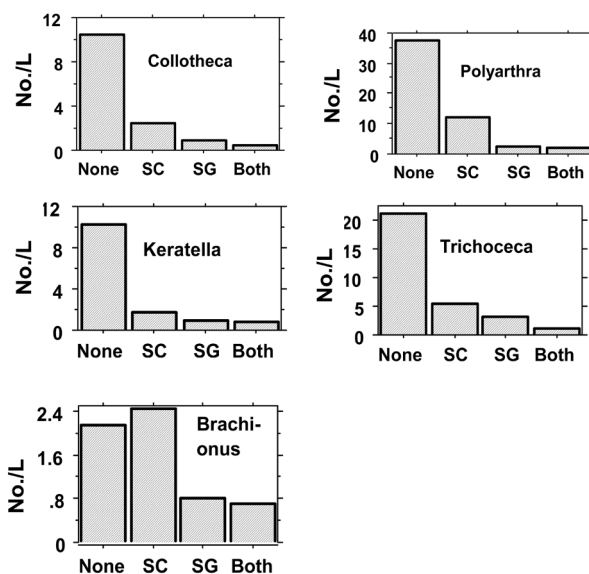 12
8
4
0
No./L
Collotheca
None SC SG Both
40
30
20
10
0
No./L
Polyarthra
None SC SG Both
12
8
4
0
No./L
Keratella
None SC SG Both
20
15
10
5
0
No./L
Trichoceca
None SC SG Both
2.4
1.6
.8
0
No./L
Brachi-
onus
None SC SG Both